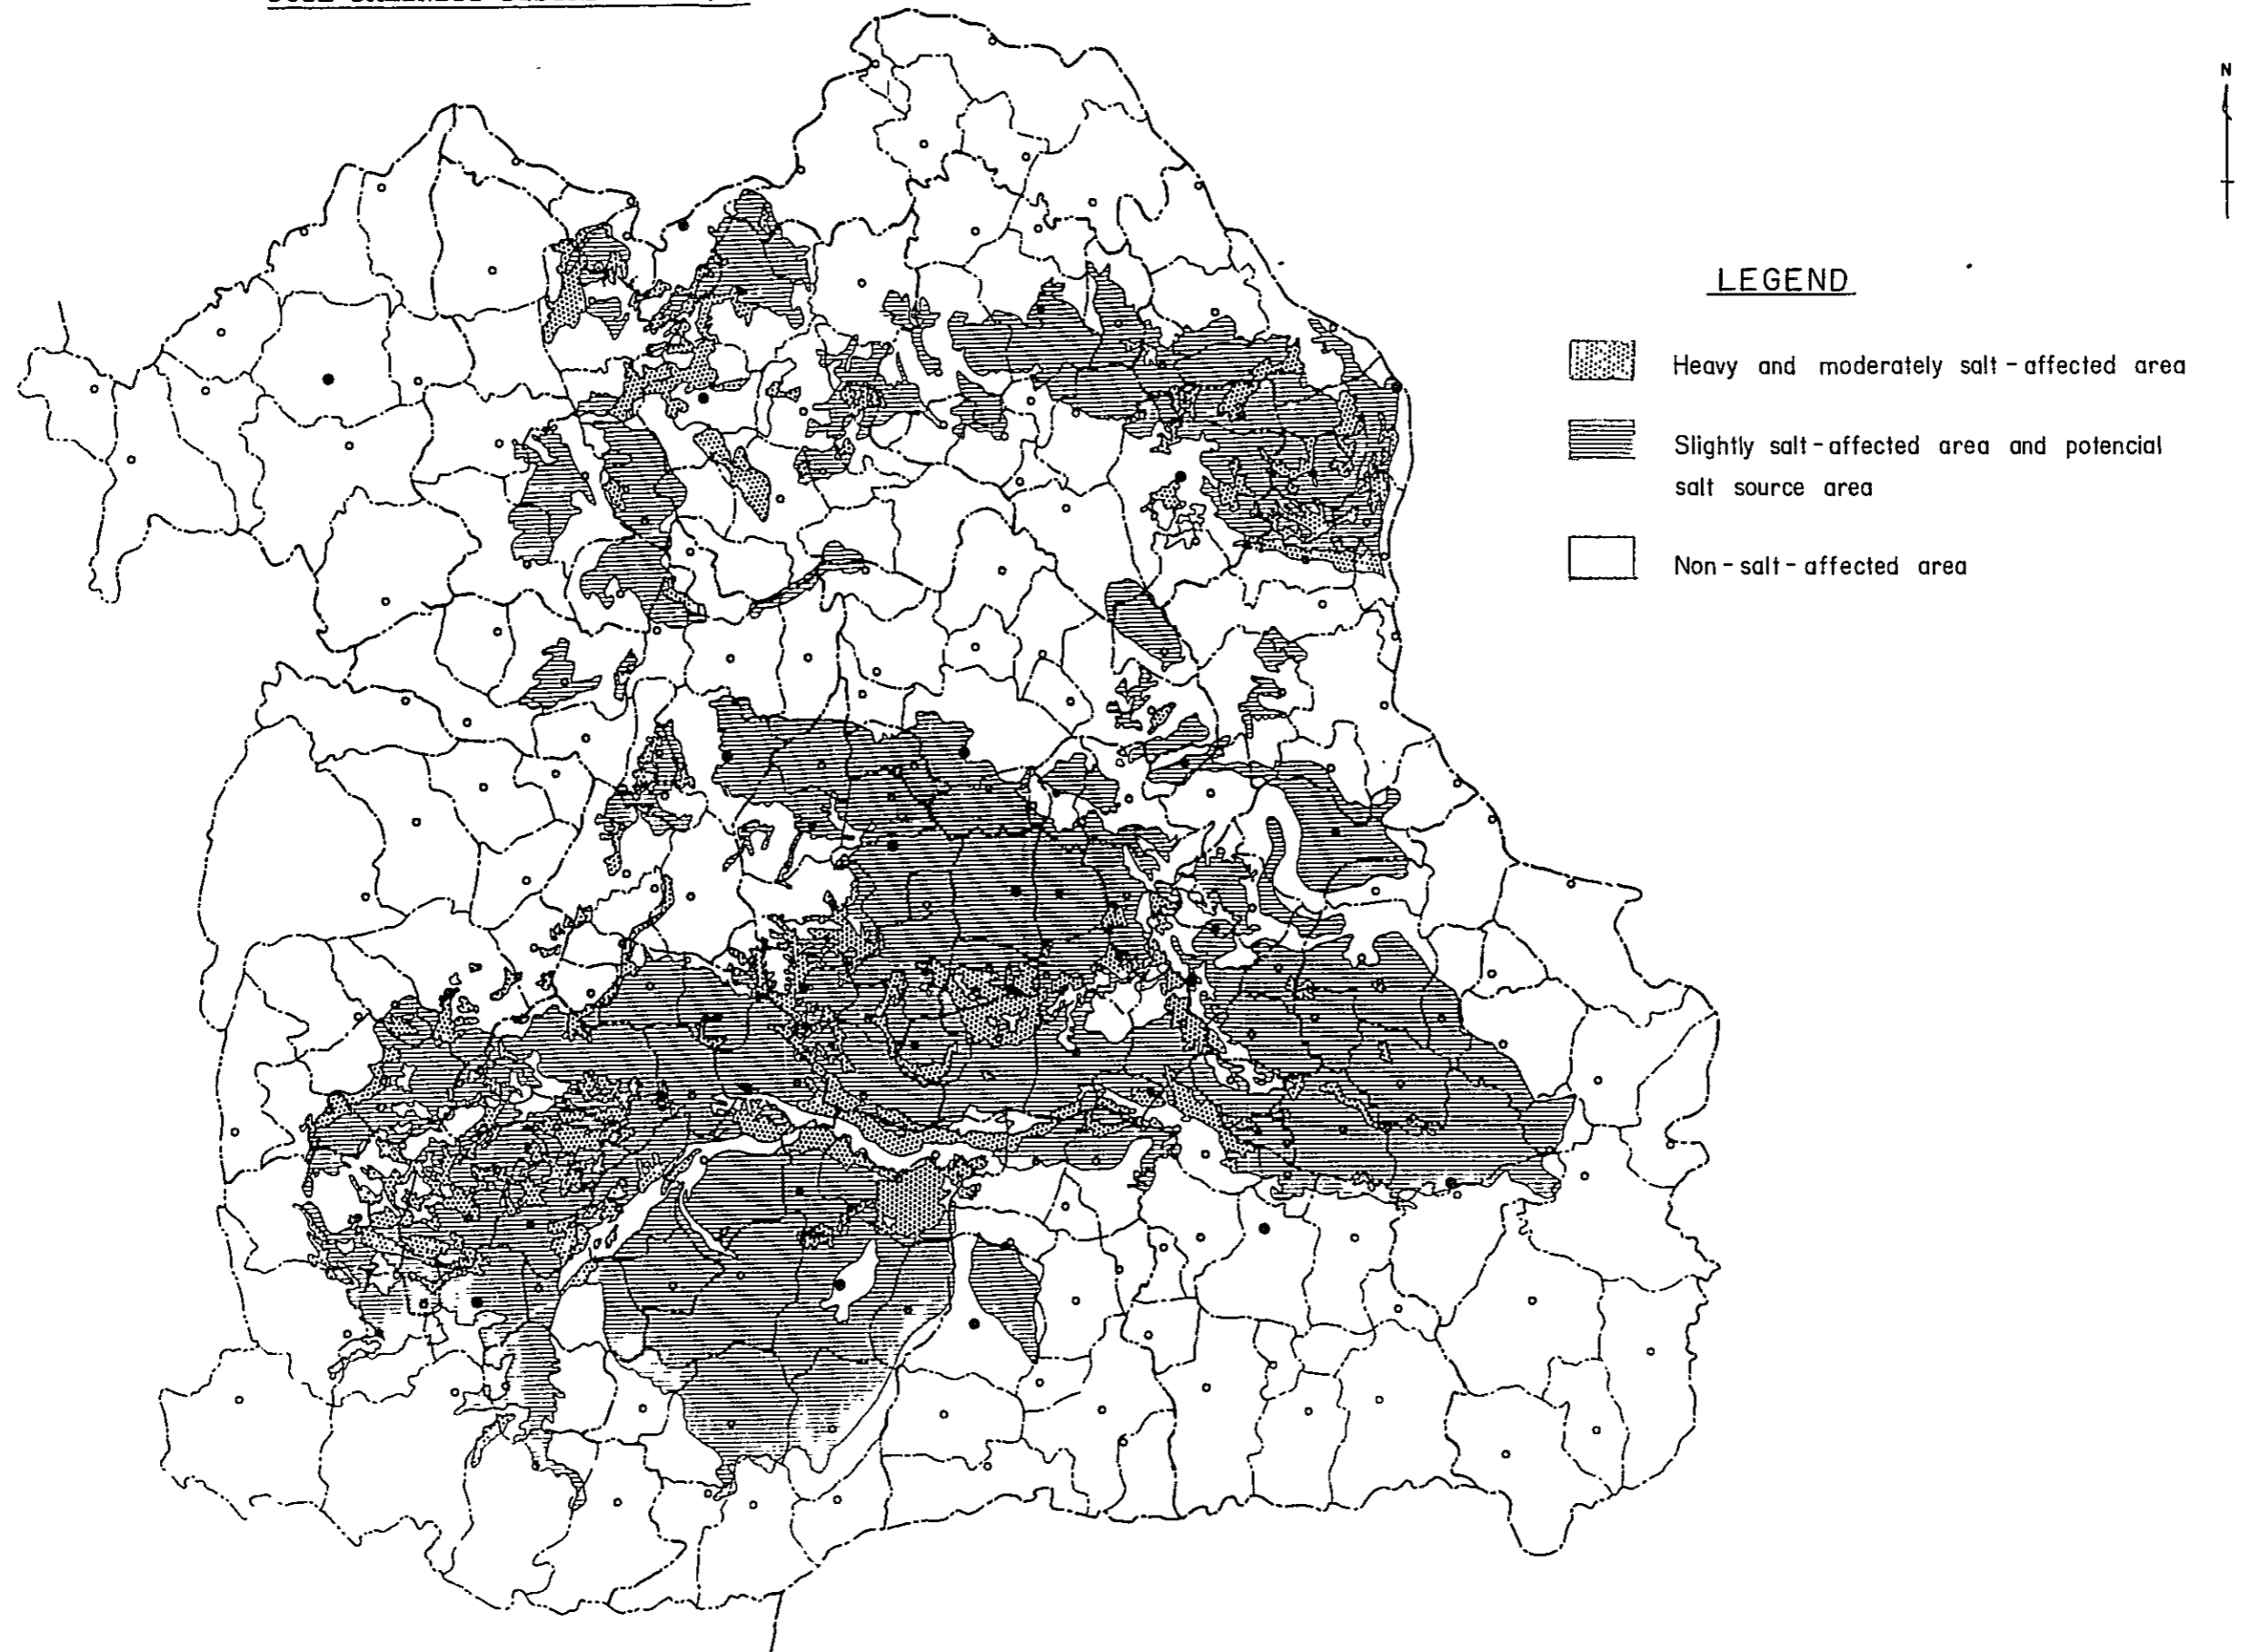 N
LEGEND
Heavy and moderately salt-affected area
Slightly salt-affected area and potencial
salt source area
Non-salt-affected area